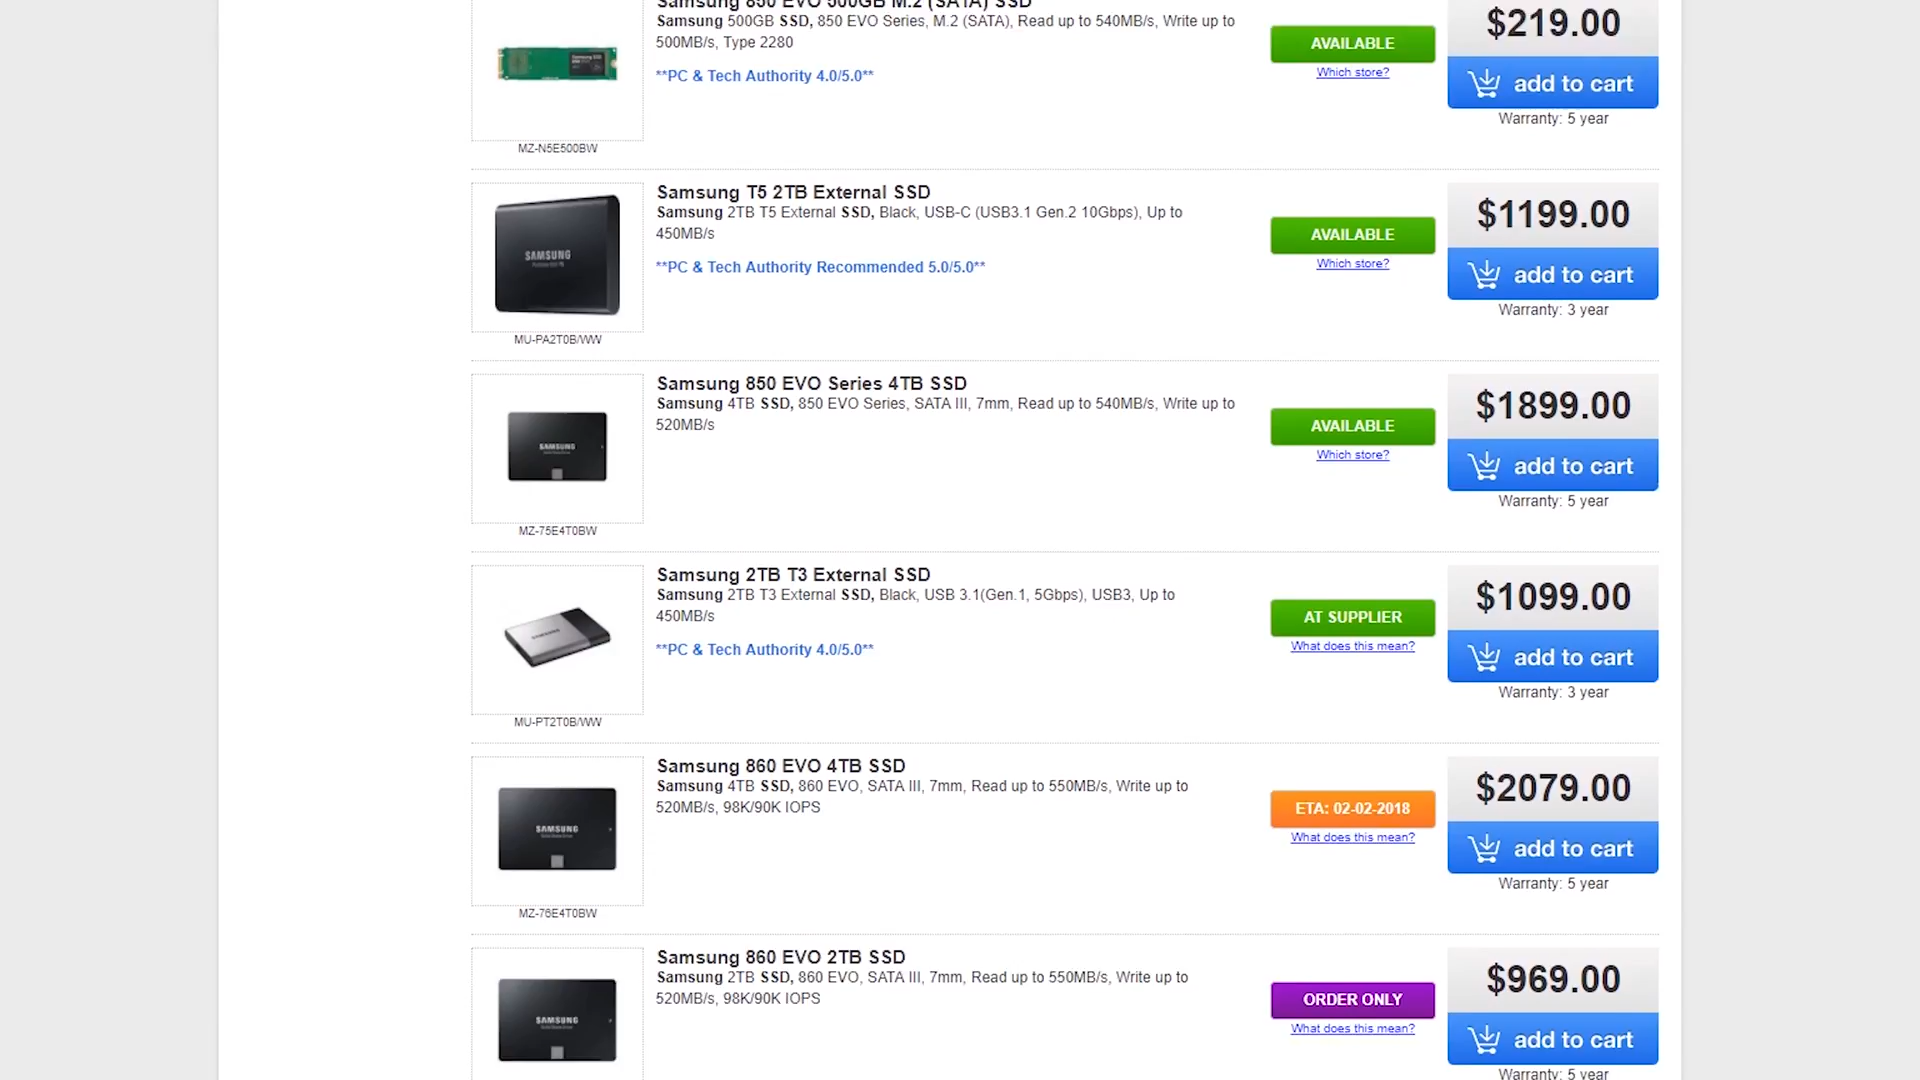 Samsung 850 EVO 500GB M.2 (SATA) SSD
Samsung 500GB SSD, 850 EVO Series, M.2 (SATA), Read up to 540MB/s, Write up to
500MB/s, Type 2280
**PC & Tech Authority 4.0/5.0**
MZ-N5E500BW
AVAILABLE
Which store?
$219.00
add to cart
Warranty: 5 year
Samsung T5 2TB External SSD
Samsung 2TB T5 External SSD, Black, USB-C (USB3.1 Gen.2 10Gbps), Up to
450MB/s
**PC & Tech Authority Recommended 5.0/5.0**
SAMSUNG
MU-PA2T0B/WW
AVAILABLE
Which store?
$1199.00
add to cart
Warranty: 3 year
Samsung 850 EVO Series 4TB SSD
Samsung 4TB SSD, 850 EVO Series, SATA III, 7mm, Read up to 540MB/s, Write up to
520MB/s
SAMSUNG
MZ-75E4T0BW
AVAILABLE
Which store?
$1899.00
add to cart
Warranty: 5 year
Samsung 2TB T3 External SSD
Samsung 2TB T3 External SSD, Black, USB 3.1(Gen.1, 5Gbps), USB3, Up to
450MB/s
**PC & Tech Authority 4.0/5.0**
SAMSUNG
MU-PT2T0B/WW
AT SUPPLIER
What does this mean?
$1099.00
add to cart
Warranty: 3 year
Samsung 860 EVO 4TB SSD
Samsung 4TB SSD, 860 EVO, SATA III, 7mm, Read up to 550MB/s, Write up to
520MB/s, 98K/90K IOPS
SAMSUNG
MZ-76E4T0BW
ETA: 02-02-2018
What does this mean?
$2079.00
add to cart
Warranty: 5 year
Samsung 860 EVO 2TB SSD
Samsung 2TB SSD, 860 EVO, SATA III, 7mm, Read up to 550MB/s, Write up to
520MB/s, 98K/90K IOPS
SAMSUNG
ORDER ONLY
What does this mean?
$969.00
add to cart
Warranty: 5 year